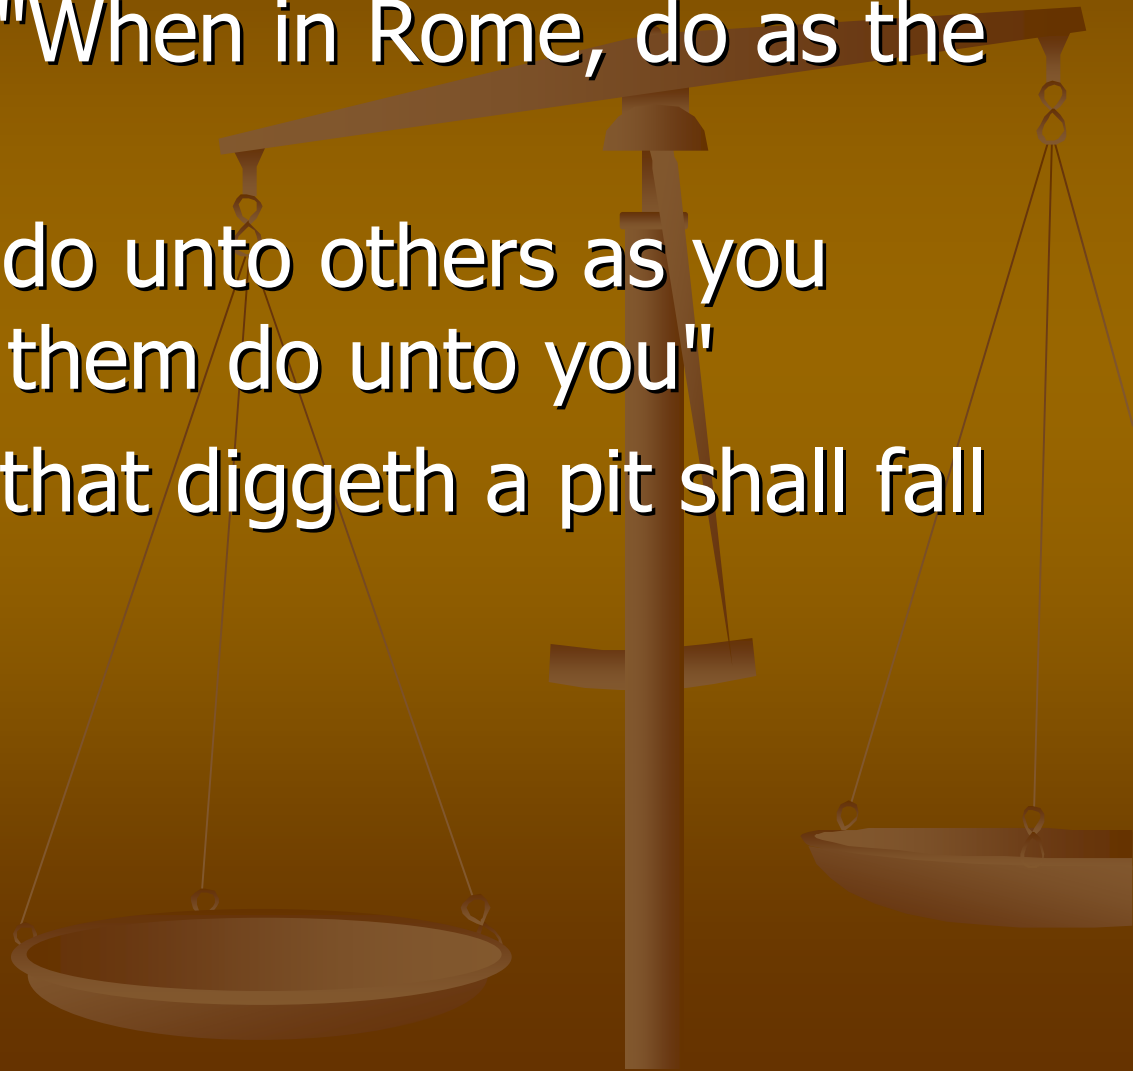 "When in Rome, do as the
do unto others as you
them do unto you"
that diggeth a pit shall fall